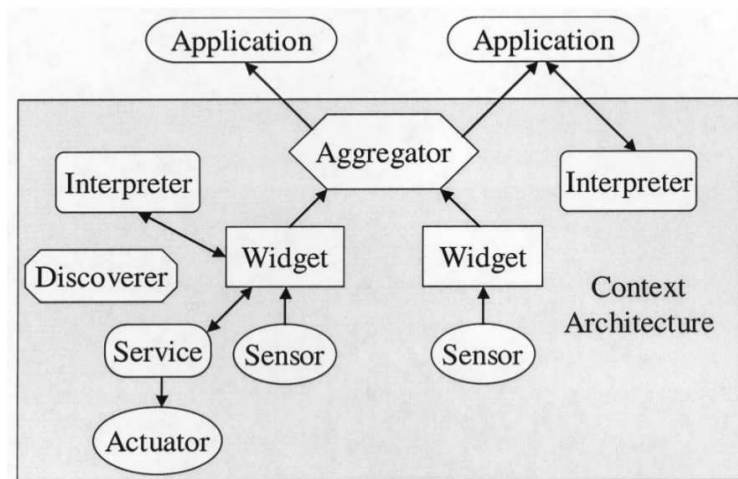 Application
Application
Aggregator
Interpreter
Interpreter
Widget
Widget
Discoverer
Context
Architecture
Service
Sensor
Sensor
Actuator